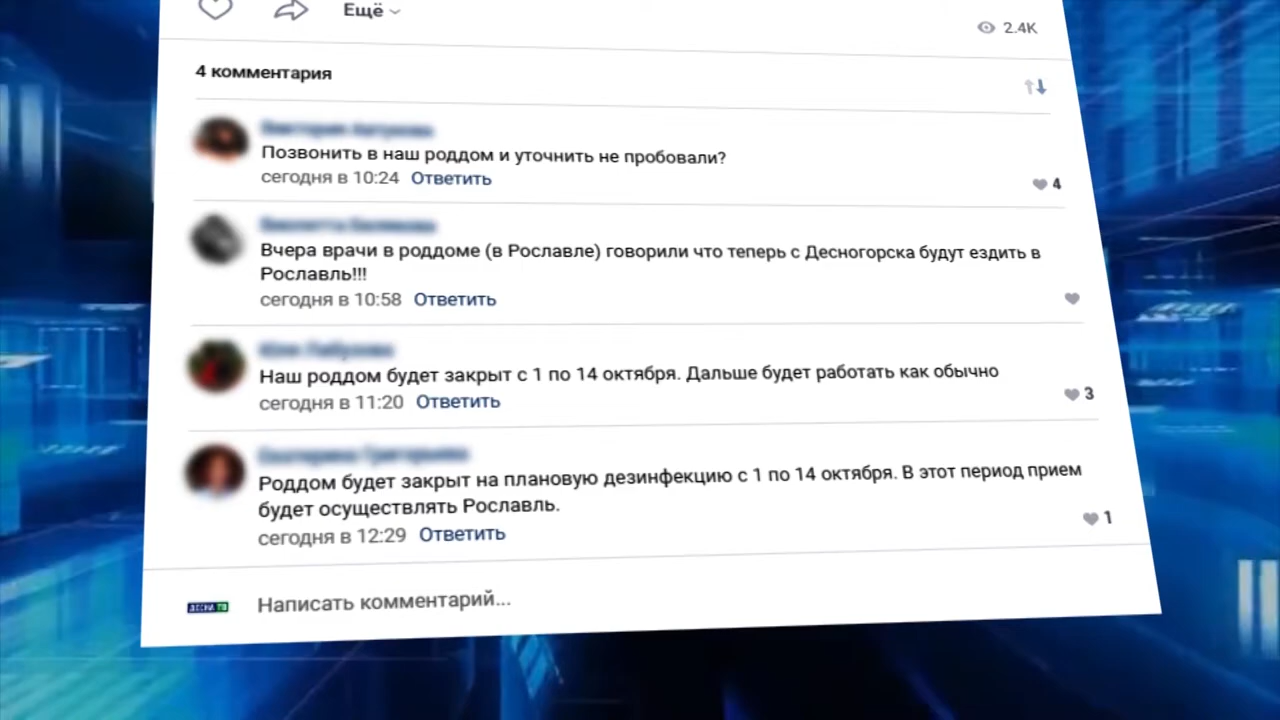 Ещё
2.4K
4 комментария
Позвонить в наш роддом и уточнить не пробовали?
сегодня в 10:24 Ответить
4
Вчера врачи в роддоме (в Рославле) говорили что теперь с Десногорска будут ездить в
Рославль!!!
сегодня в 10:58 Ответить
Наш роддом будет закрыт с 1 по 14 октября. Дальше будет работать как обычно
сегодня в 11:20 Ответить
3
Роддом будет закрыт на плановую дезинфекцию с 1 по 14 октября. В этот период прием
будет осуществлять Рославль.
сегодня в 12:29 Ответить
1
ДЕСНА ТВ
Написать комментарий...